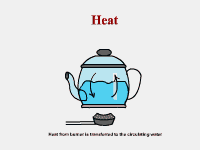 Heat
Heat from burner is transferred to the circulating water